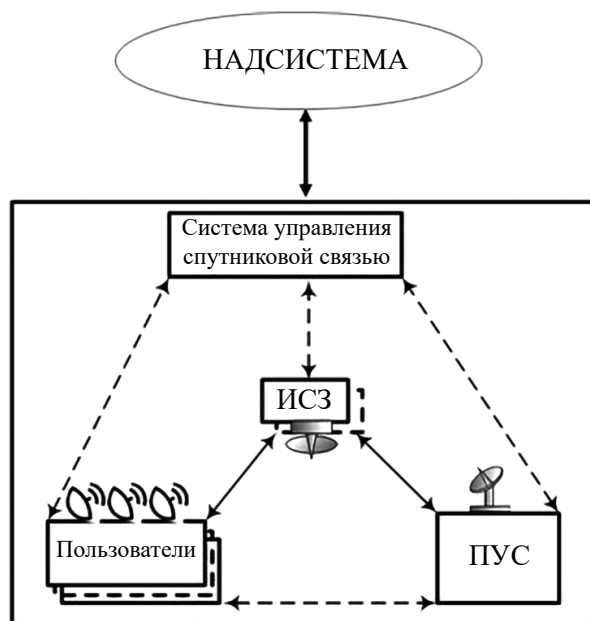 НАДСИСТЕМА
Система управления
спутниковой связью
ИСЗ
Пользователи
ПУС